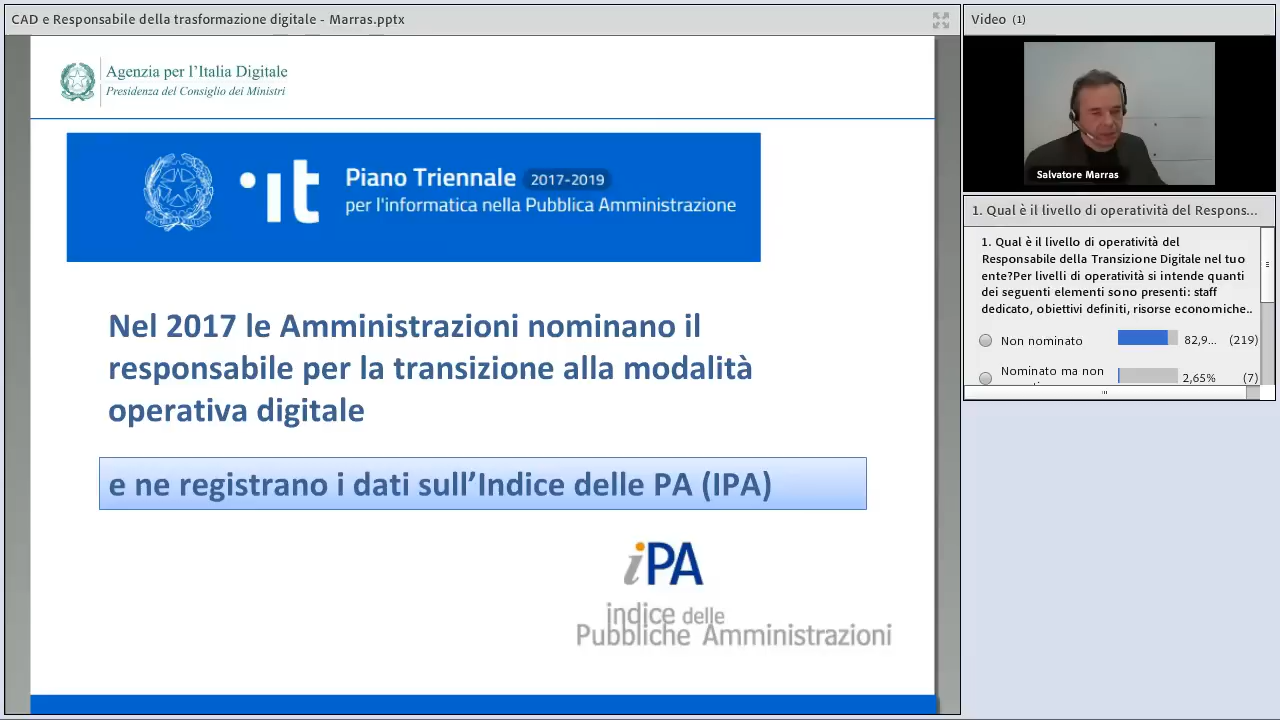 CAD e Responsabile della trasformazione digitale - Marras.pptx
Agenzia per l'Italia Digitale
Presidenza del Consiglio dei Ministri
it
Piano Triennale 2017-2019
per l'informatica nella Pubblica Amministrazione
Nel 2017 le Amministrazioni nominano il
responsabile per la transizione alla modalità
operativa digitale
e ne registrano i dati sull’Indice delle PA (IPA)
iPA
indice delle
Pubbliche Amministrazioni
Video (1)
Salvatore Marras
1. Qual è il livello di operatività del Respons...
1. Qual è il livello di operatività del
Responsabile della Transizione Digitale nel tuo
ente?Per livelli di operatività si intende quanti
dei seguenti elementi sono presenti: staff
dedicato, obiettivi definiti, risorse economiche..
Non nominato 82,9... (219)
Nominato ma non 2,65% (7)